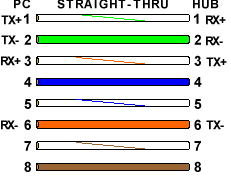 PC STRAIGHT-THRU HUB
TX+ 1 1 RX+
TX- 2 2 RX-
RX+ 3 3 TX+
4 4
5 5
RX- 6 6 TX-
7 7
8 8